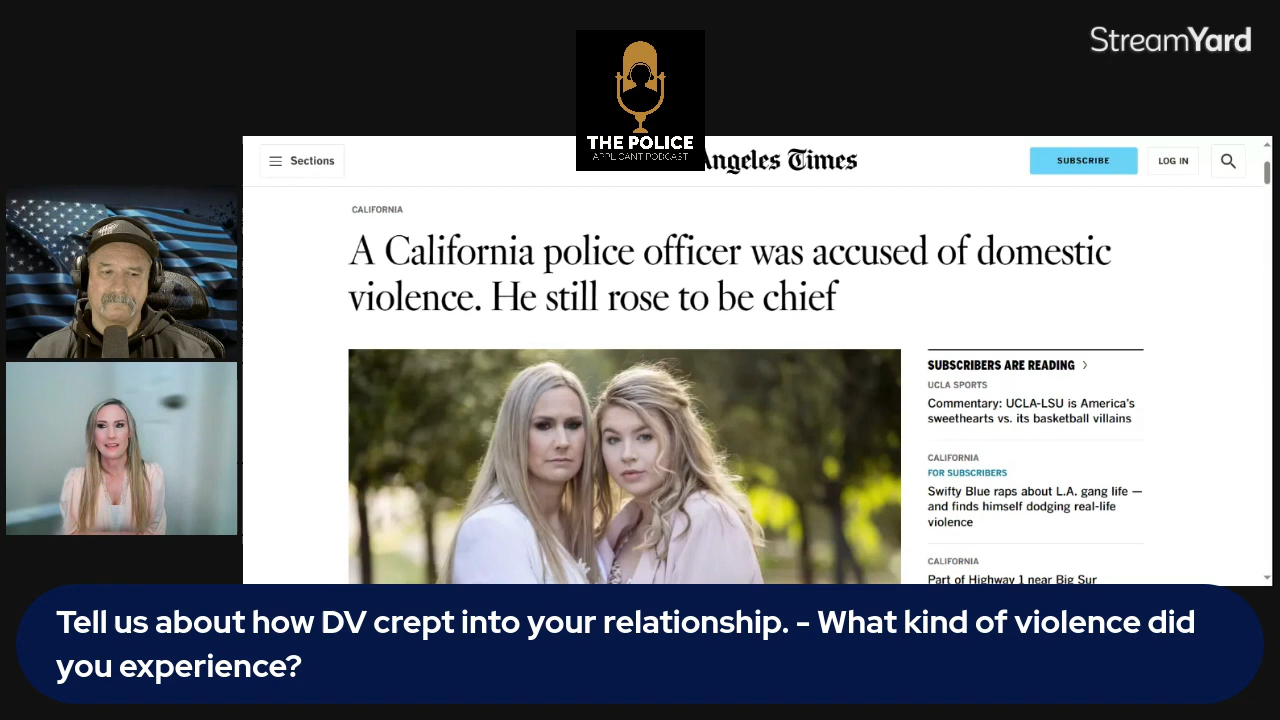 StreamYard
THE POLICE
APPLICANT PODCAST
Sections
Angeles Times
SUBSCRIBE
LOG IN
CALIFORNIA
A California police officer was accused of domestic
violence. He still rose to be chief
SUBSCRIBERS ARE READING >
UCLA SPORTS
Commentary: UCLA-LSU is America's
sweethearts vs. its basketball villains
CALIFORNIA
FOR SUBSCRIBERS
Swifty Blue raps about L.A. gang life —
and finds himself dodging real-life
violence
CALIFORNIA
Part of Highway 1 near Big Sur
Tell us about how DV crept into your relationship. - What kind of violence did
you experience?